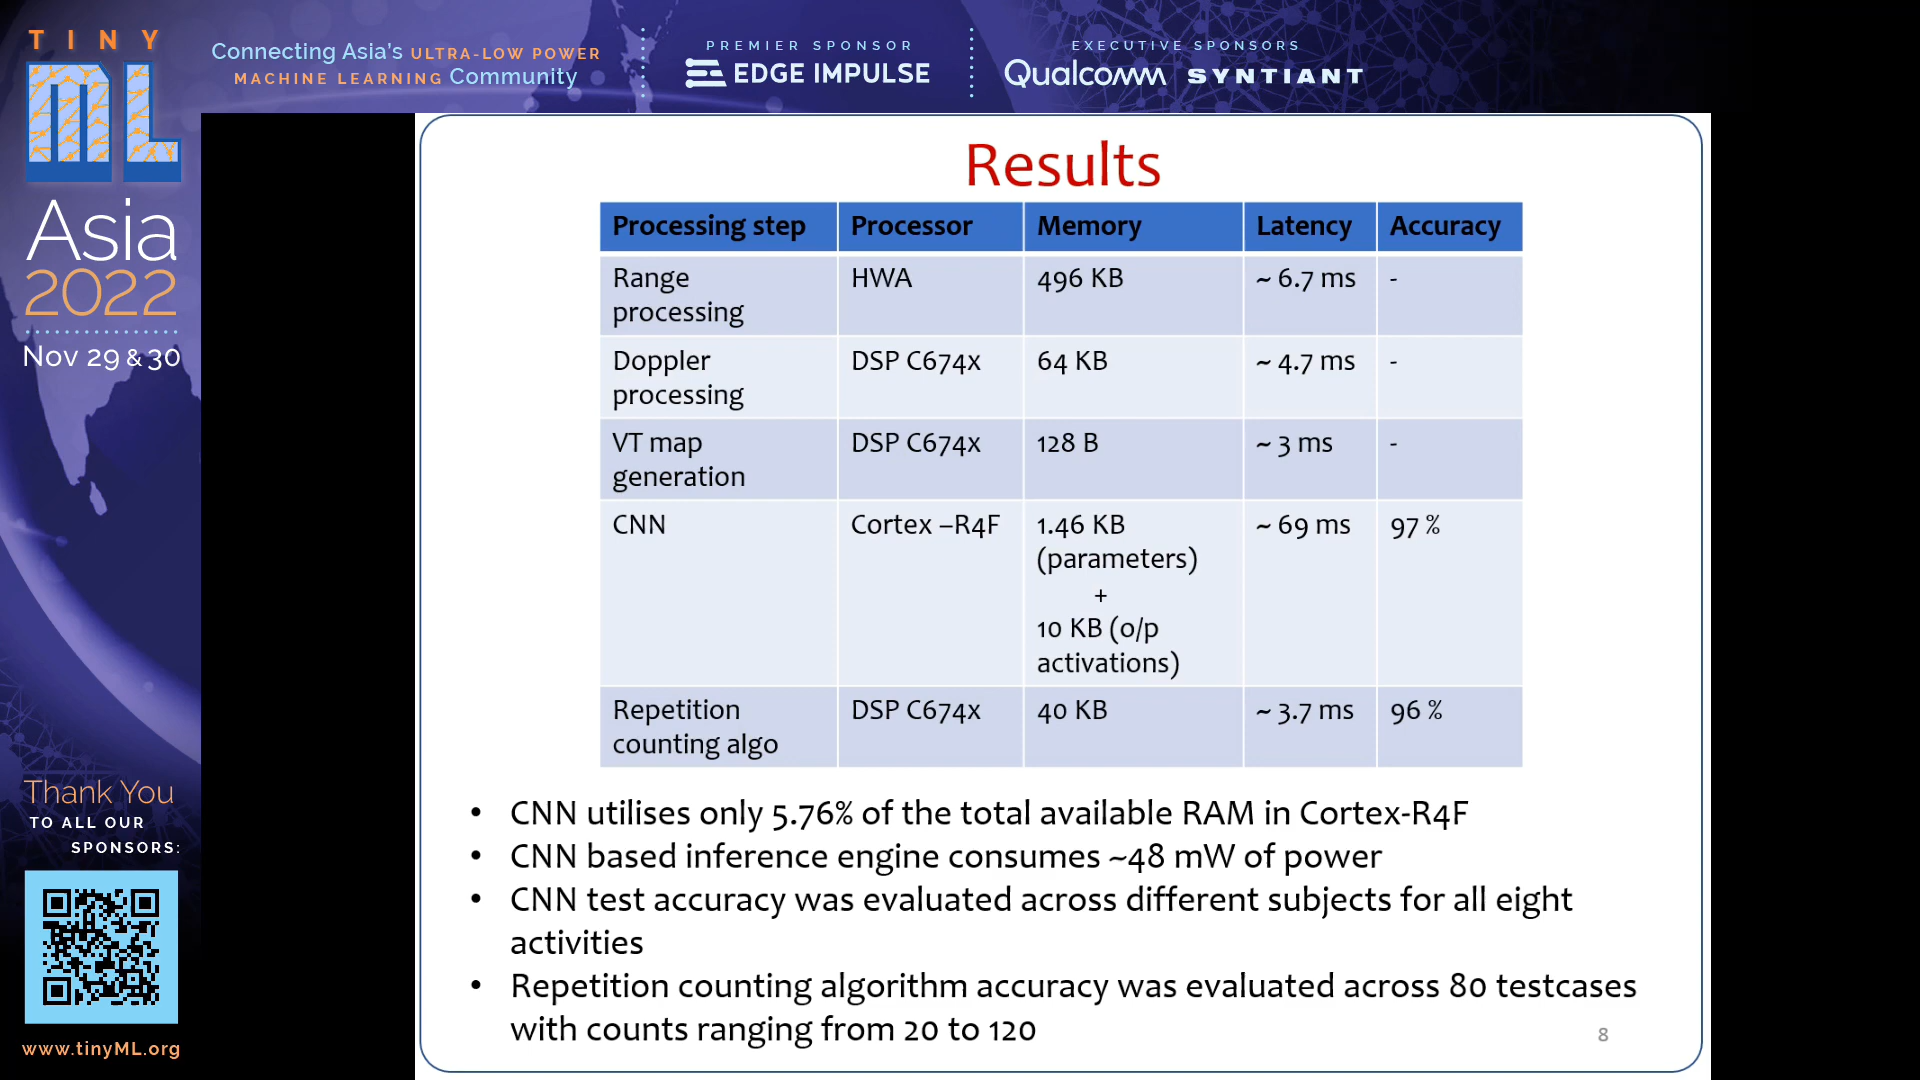 TINY
ML
Asia
2022
Nov 29 & 30
Connecting Asia's ULTRA-LOW POWER
MACHINE LEARNING Community
PREMIER SPONSOR
EDGE IMPULSE
EXECUTIVE SPONSORS
Qualcomm SYNTIANT
Results
Processing step Processor Memory Latency Accuracy
Range HWA 496 KB ~ 6.7 ms -
processing
Doppler DSP C674x 64 KB ~ 4.7 ms -
processing
VT map DSP C674x 128 B ~ 3 ms -
generation
CNN Cortex –R4F 1.46 KB ~ 69 ms 97 %
(parameters)
+
10 KB (o/p
activations)
Repetition DSP C674x 40 KB ~ 3.7 ms 96 %
counting algo
• CNN utilises only 5.76% of the total available RAM in Cortex-R4F
• CNN based inference engine consumes ~48 mW of power
• CNN test accuracy was evaluated across different subjects for all eight
activities
• Repetition counting algorithm accuracy was evaluated across 80 testcases
with counts ranging from 20 to 120
8
Thank You
TO ALL OUR
SPONSORS:
www.tinyML.org